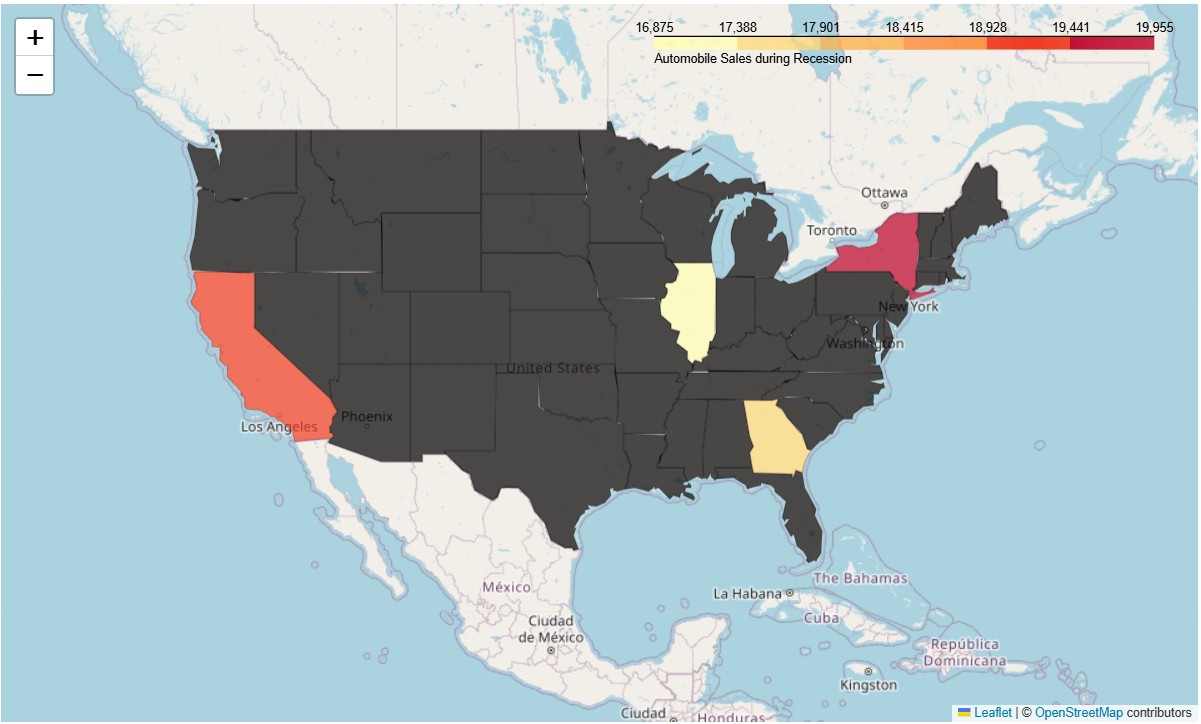 +
−
16,875 17,388 17,901 18,415 18,928 19,441 19,955
Automobile Sales during Recession
Ottawa
Toronto
New York
Washington
United States
Phoenix
Los Angeles
México
Ciudad
de México
La Habana
The Bahamas
Cuba
República
Dominicana
Kingston
Ciudad
Honduras
Leaflet | © OpenStreetMap contributors